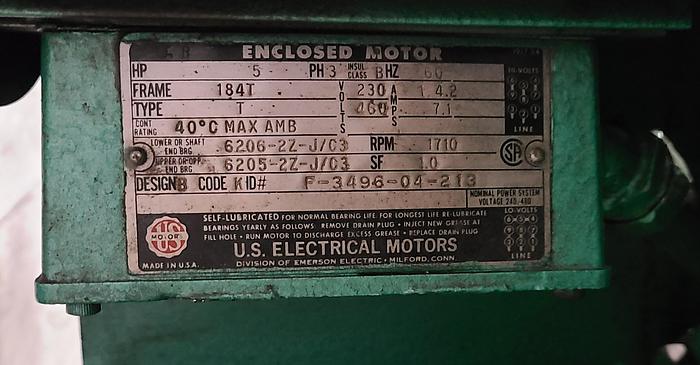 ENCLOSED MOTOR
HP 5 PH 3 INSUL CLASS B HZ 60
FRAME 184T VOLTS 230 AMPS 14.2
TYPE T 460 7.1
CONT RATING 40°C MAX AMB
LOWER OR SHAFT END BRG 6206-2Z-J/C3 RPM 1710
UPPER OR OPP. END BRG 6205-2Z-J/C3 SF 1.0
DESIGN B CODE K ID# F-3496-04-213
NOMINAL POWER SYSTEM
VOLTAGE 240/480
HI-VOLTS
LINE
LO-VOLTS
LINE
SELF-LUBRICATED FOR NORMAL BEARING LIFE. FOR LONGEST LIFE RE-LUBRICATE
BEARINGS YEARLY AS FOLLOWS REMOVE DRAIN PLUG • INJECT NEW GREASE AT
FILL HOLE • RUN MOTOR TO DISCHARGE EXCESS GREASE • REPLACE DRAIN PLUG
US MOTORS
U.S. ELECTRICAL MOTORS
MADE IN U.S.A.
DIVISION OF EMERSON ELECTRIC • MILFORD, CONN.